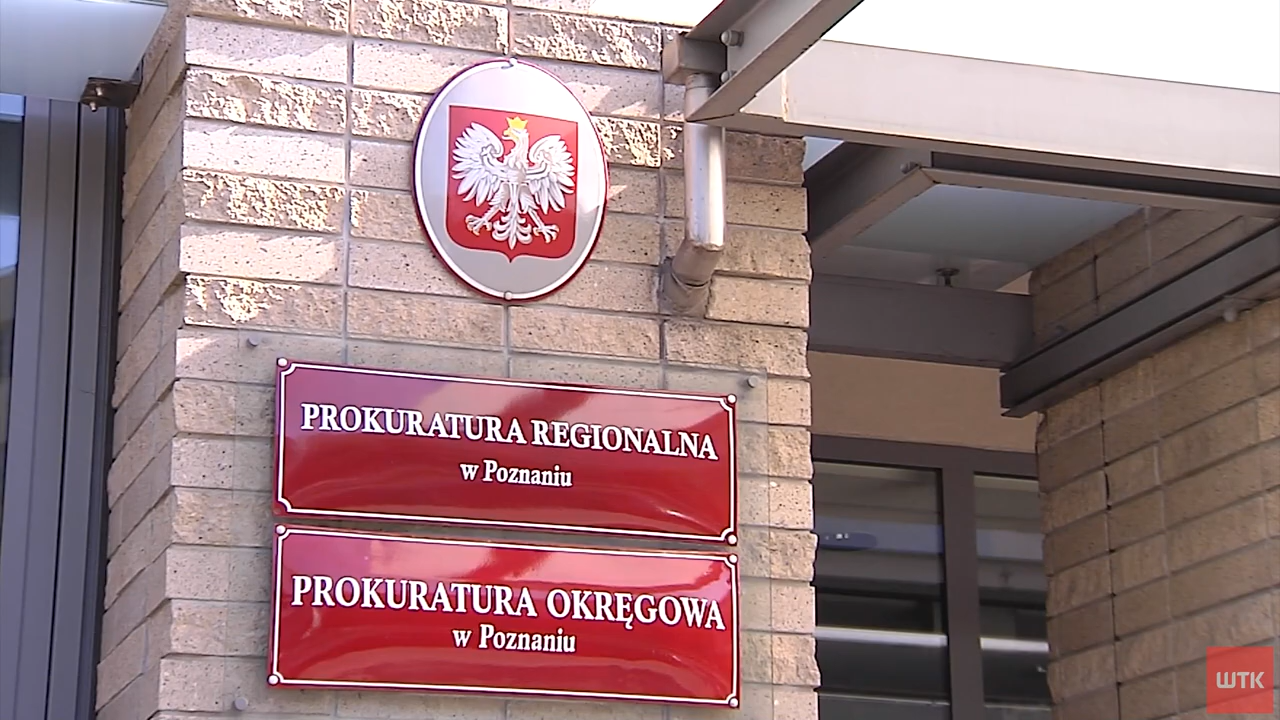 PROKURATURA REGIONALNA
w Poznaniu
PROKURATURA OKRĘGOWA
w Poznaniu
WTK